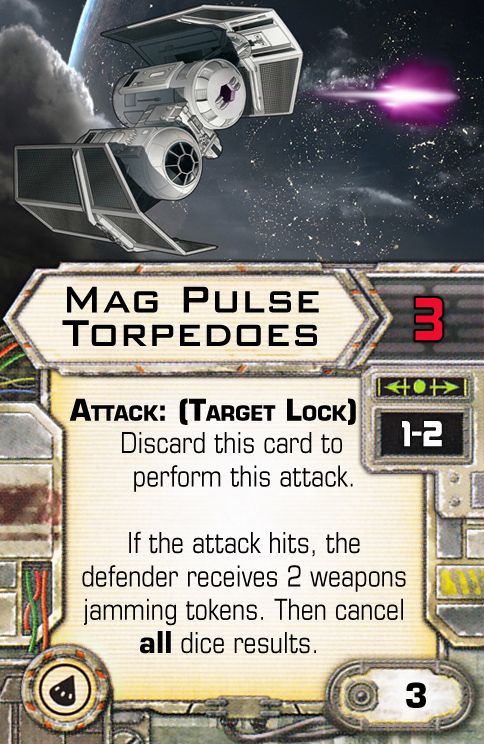 Mag Pulse
Torpedoes
3
Attack: (Target Lock)
Discard this card to
perform this attack.
1-2
If the attack hits, the
defender receives 2 weapons
jamming tokens. Then cancel
all dice results.
3